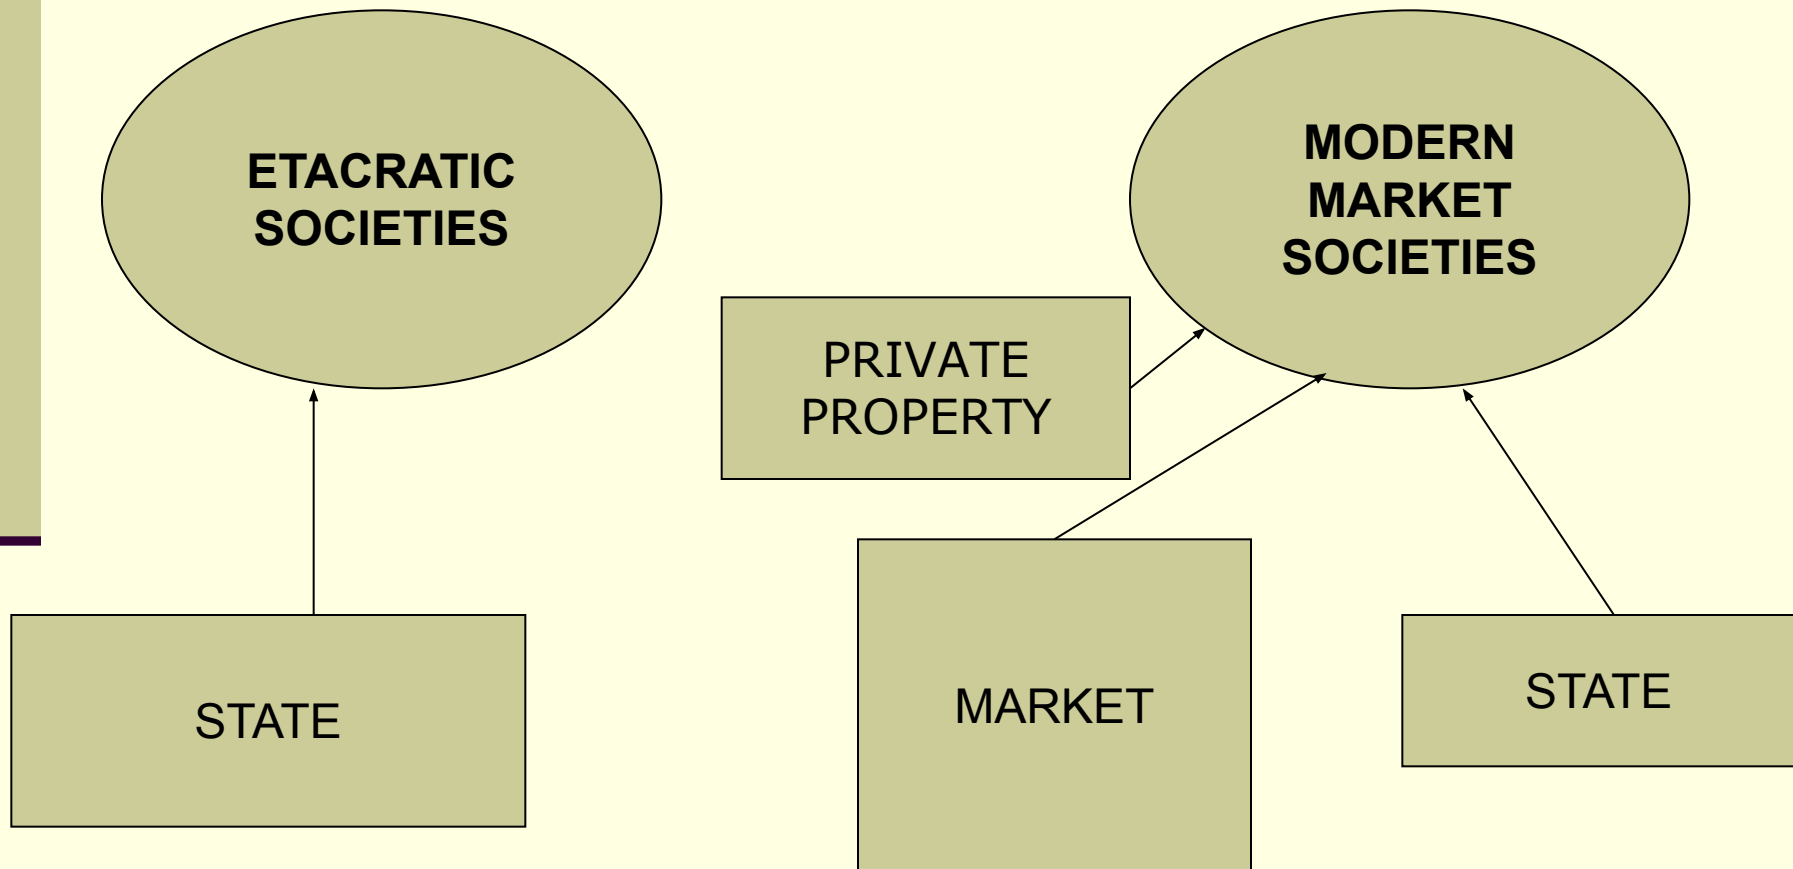 ETACRATIC
SOCIETIES
MODERN
MARKET
SOCIETIES
PRIVATE
PROPERTY
STATE
MARKET
STATE